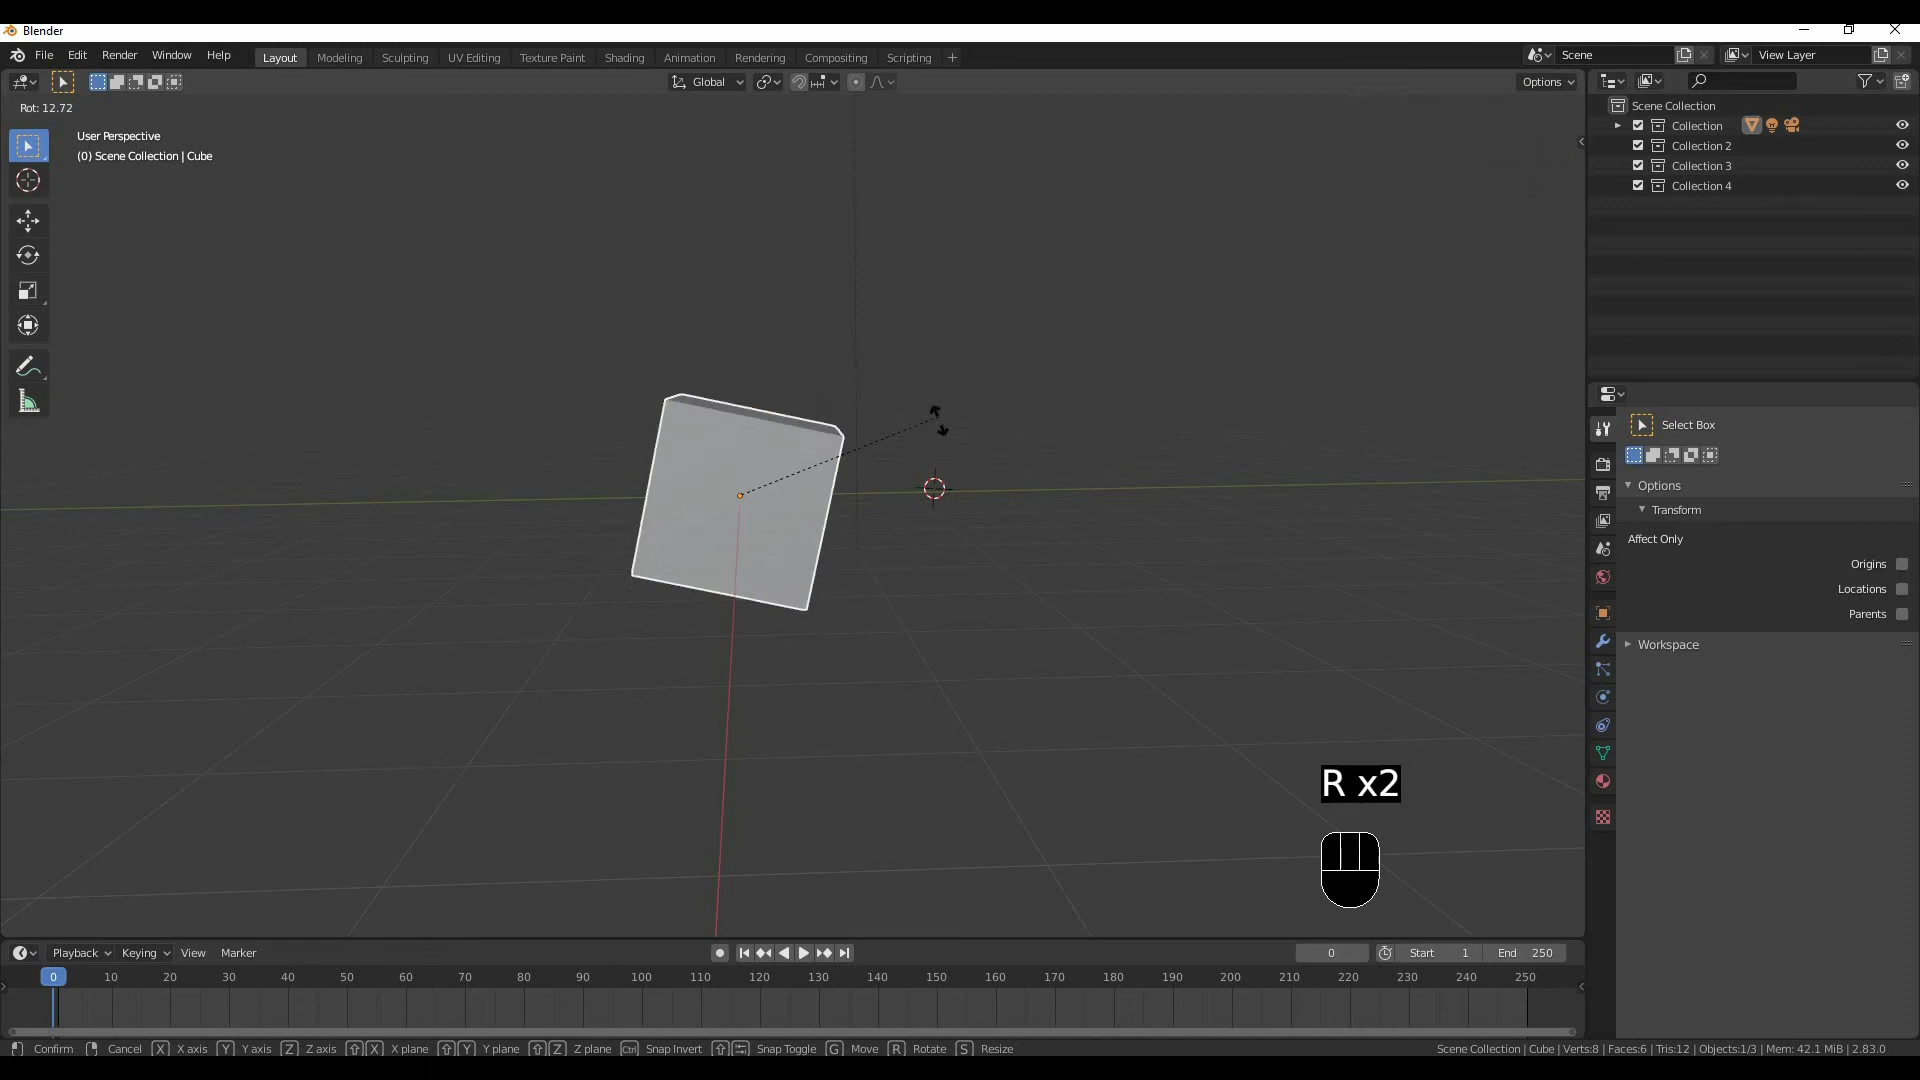 Blender
File Edit Render Window Help Layout Modeling Sculpting UV Editing Texture Paint Shading Animation Rendering Compositing Scripting + Scene View Layer
Global Options
Rot: 12.72
User Perspective
(0) Scene Collection | Cube
Scene Collection
Collection
Collection 2
Collection 3
Collection 4
Select Box
Options
Transform
Affect Only
Origins
Locations
Parents
Workspace
R x2
Playback Keying View Marker 0 Start 1 End 250
0 10 20 30 40 50 60 70 80 90 100 110 120 130 140 150 160 170 180 190 200 210 220 230 240 250
Confirm Cancel X X axis Y Y axis Z Z axis X X plane Y Y plane Z Z plane Ctrl Snap Invert Snap Toggle G Move R Rotate S Resize Scene Collection | Cube | Verts:8 | Faces:6 | Tris:12 | Objects:1/3 | Mem: 42.1 MiB | 2.83.0